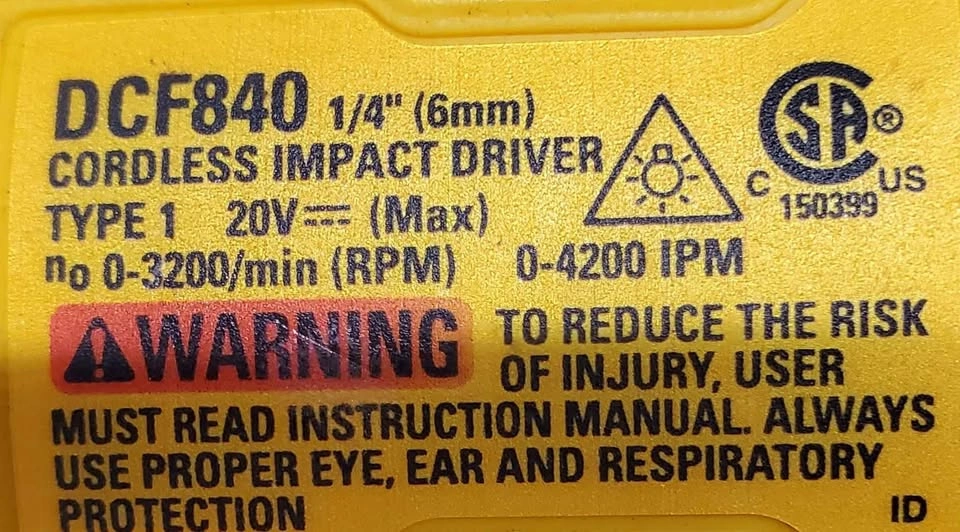 DCF840 1/4" (6mm)
CORDLESS IMPACT DRIVER
TYPE 1 20V⎓ (Max)
no 0-3200/min (RPM) 0-4200 IPM
CSA®
C US
150399
WARNING TO REDUCE THE RISK
OF INJURY, USER
MUST READ INSTRUCTION MANUAL. ALWAYS
USE PROPER EYE, EAR AND RESPIRATORY
PROTECTION
ID